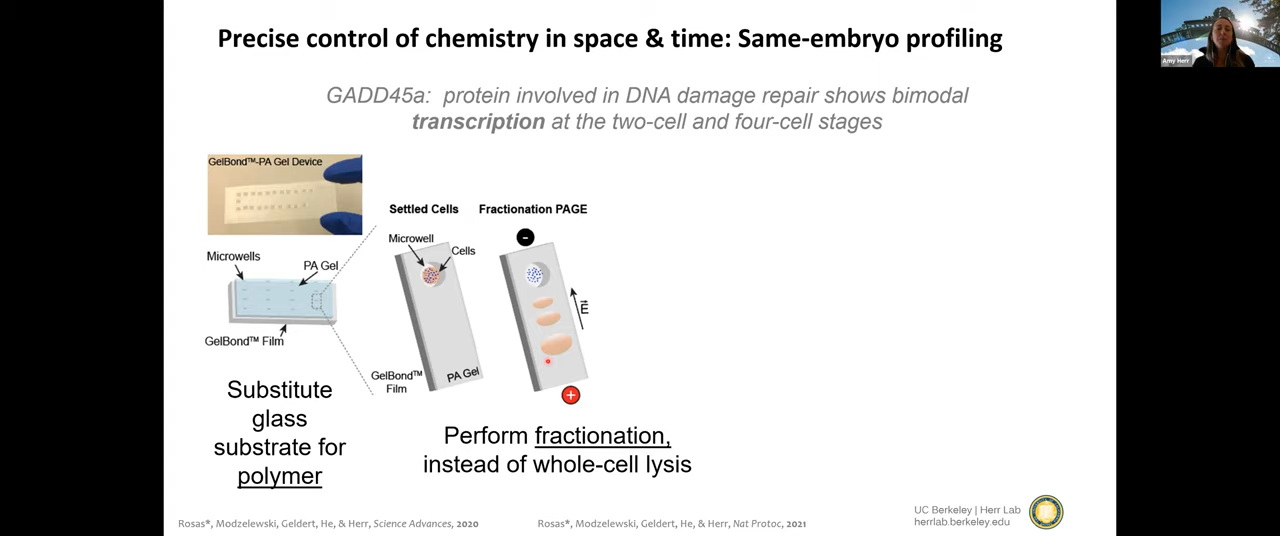 Precise control of chemistry in space & time: Same-embryo profiling
Amy Herr
GADD45a: protein involved in DNA damage repair shows bimodal
transcription at the two-cell and four-cell stages
GelBond™-PA Gel Device
Settled Cells
Fractionation PAGE
-
Microwell
Cells
Microwells
PA Gel
E
GelBond™ Film
GelBond™
Film
PA Gel
+
Substitute
glass
substrate for
polymer
Perform fractionation,
instead of whole-cell lysis
Rosas*, Modzelewski, Geldert, He, & Herr, Science Advances, 2020
Rosas*, Modzelewski, Geldert, He, & Herr, Nat Protoc, 2021
UC Berkeley | Herr Lab
herrlab.berkeley.edu